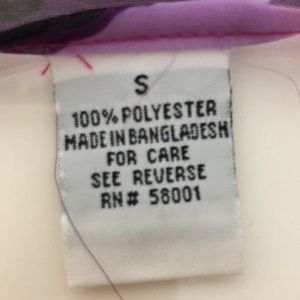 S
100% POLYESTER
MADE IN BANGLADESH
FOR CARE
SEE REVERSE
RN# 58001